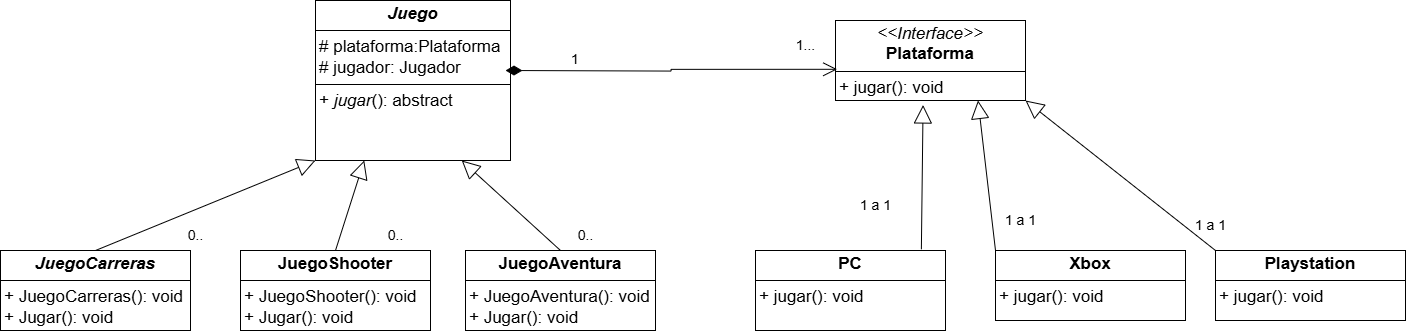 Juego
# plataforma:Plataforma
# jugador: Jugador
+ jugar(): abstract
1
1...
<<Interface>>
Plataforma
+ jugar(): void
0..
0..
0..
1 a 1
1 a 1
1 a 1
JuegoCarreras
+ JuegoCarreras(): void
+ Jugar(): void
JuegoShooter
+ JuegoShooter(): void
+ Jugar(): void
JuegoAventura
+ JuegoAventura(): void
+ Jugar(): void
PC
+ jugar(): void
Xbox
+ jugar(): void
Playstation
+ jugar(): void